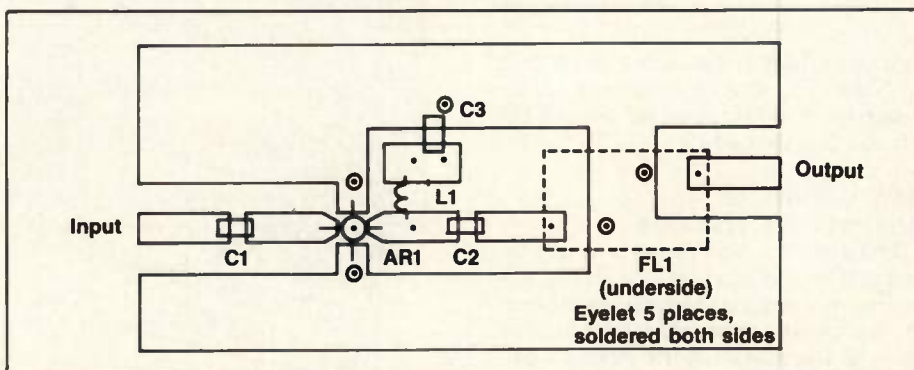 C3
L1
Input
Output
C1
AR1
C2
FL1
(underside)
Eyelet 5 places,
soldered both sides